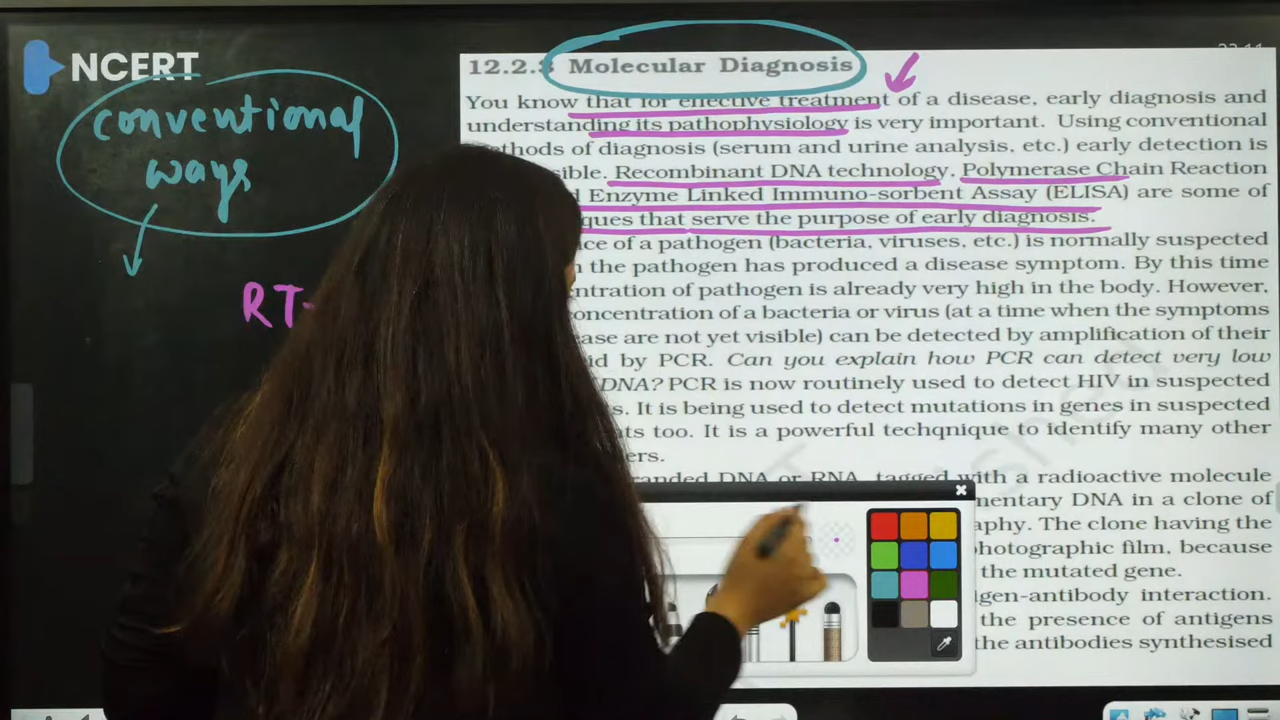 NCERT
conventional
ways
RT-
12.2.3 Molecular Diagnosis
You know that for effective treatment of a disease, early diagnosis and
understanding its pathophysiology is very important. Using conventional
methods of diagnosis (serum and urine analysis, etc.) early detection is
sible. Recombinant DNA technology, Polymerase Chain Reaction
d Enzyme Linked Immuno-sorbent Assay (ELISA) are some of
ques that serve the purpose of early diagnosis.
ce of a pathogen (bacteria, viruses, etc.) is normally suspected
n the pathogen has produced a disease symptom. By this time
ntration of pathogen is already very high in the body. However,
oncentration of a bacteria or virus (at a time when the symptoms
ease are not yet visible) can be detected by amplification of their
id by PCR. Can you explain how PCR can detect very low
DNA? PCR is now routinely used to detect HIV in suspected
s. It is being used to detect mutations in genes in suspected
ts too. It is a powerful techqnique to identify many other
ers.
randed DNA or RNA, tagged with a radioactive molecule
mentary DNA in a clone of
aphy. The clone having the
photographic film, because
the mutated gene.
igen-antibody interaction.
the presence of antigens
the antibodies synthesised